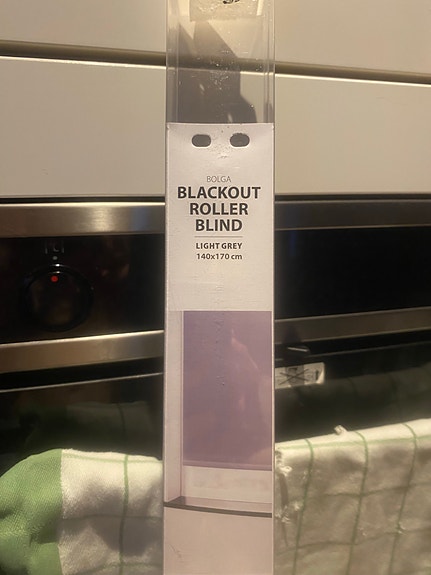 BOLGA
BLACKOUT
ROLLER
BLIND
LIGHT GREY
140x170 cm